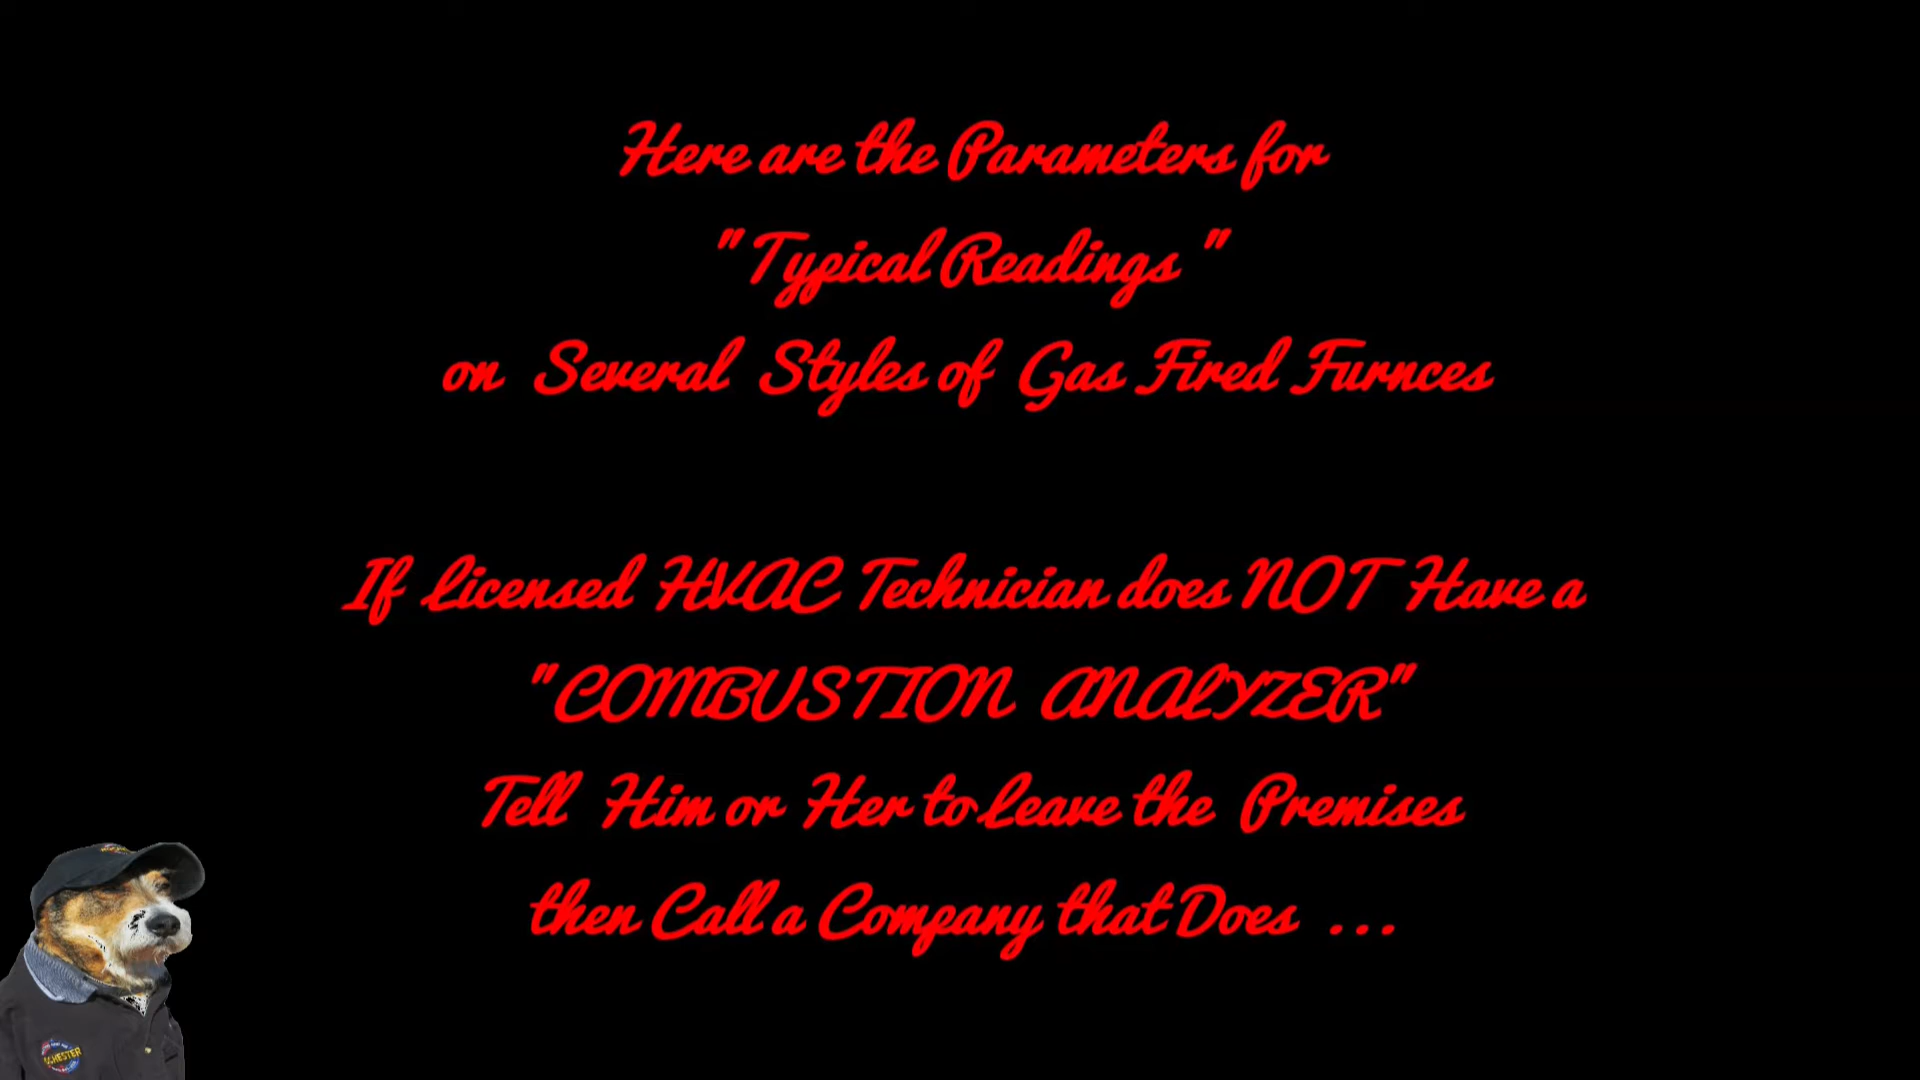 Here are the Parameters for
" Typical Readings "
on Several Styles of Gas Fired Furnces
If Licensed HVAC Technician does NOT Have a
"COMBUSTION ANALYZER"
Tell Him or Her to Leave the Premises
then Call a Company that Does ...